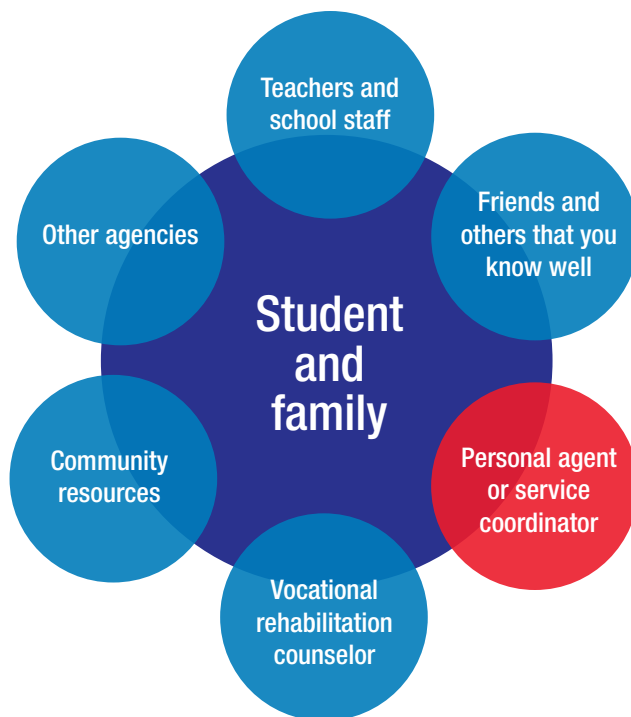 Teachers and
school staff
Other agencies
Friends and
others that you
know well
Student
and
family
Community
resources
Personal agent
or service
coordinator
Vocational
rehabilitation
counselor